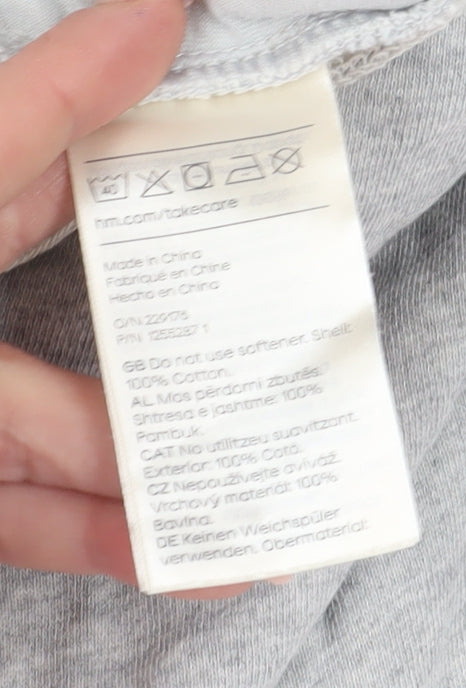 40
hm.com/takecare
Made in China
Fabriqué en Chine
Hecho en China
O/N 229176
P/N 1255287 1
GB Do not use softener. Shell:
100% Cotton.
AL Mos përdorni zbutës.
Shtresa e jashtme: 100%
Pambuk.
CAT No utilitzeu suavitzant.
Exterior: 100% Cotó.
CZ Nepoužívejte aviváž.
Vrchový materiál: 100%
Bavlna.
DE Keinen Weichspüler
verwenden. Obermaterial: